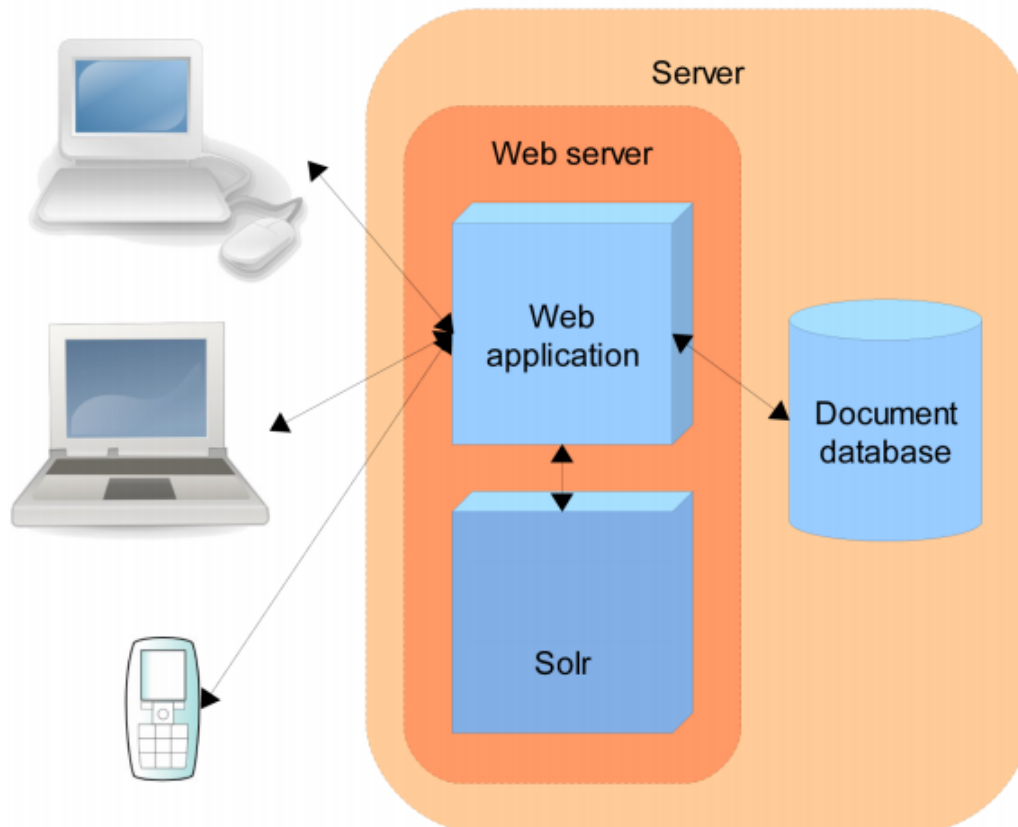 Server
Web server
Web
application
Document
database
Solr